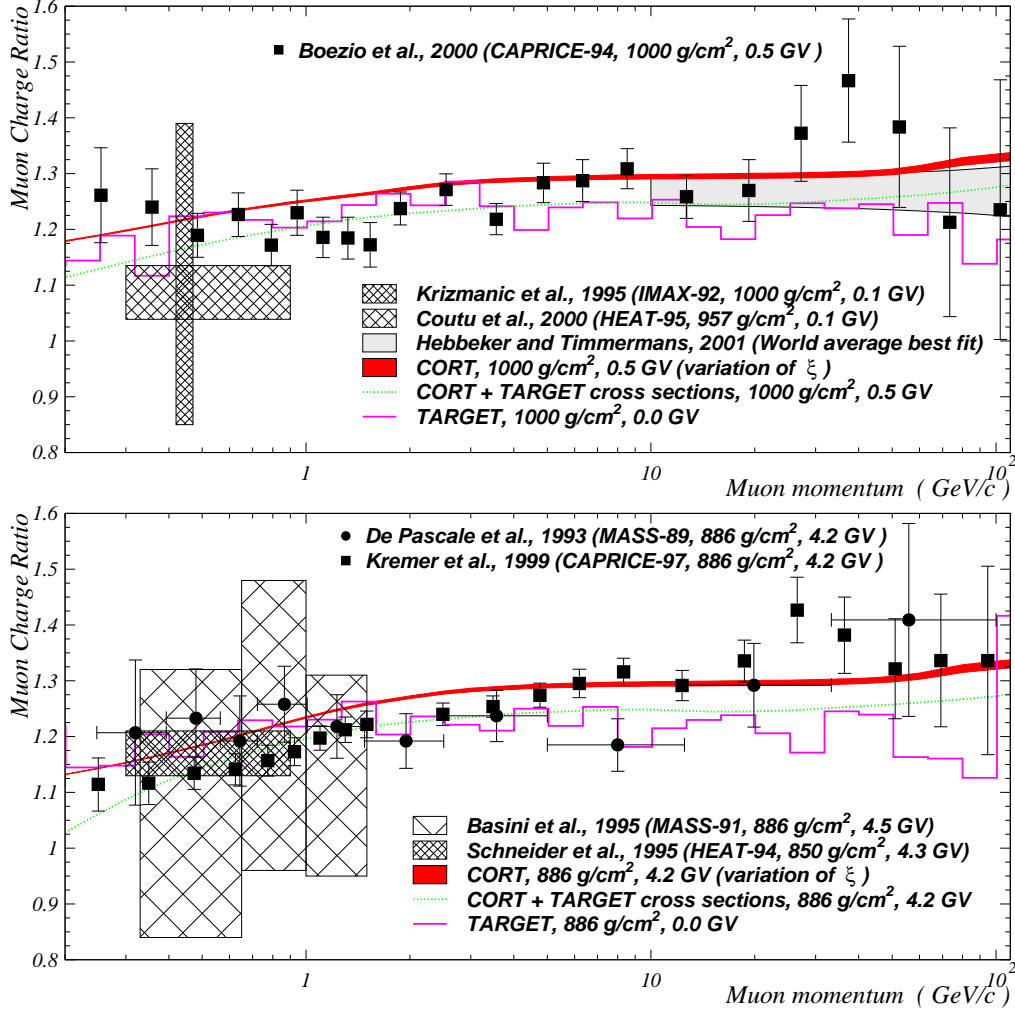 Muon Charge Ratio
1.6
1.5
1.4
1.3
1.2
1.1
1
0.9
0.8
Boezio et al., 2000 (CAPRICE-94, 1000 g/cm², 0.5 GV )
Krizmanic et al., 1995 (IMAX-92, 1000 g/cm², 0.1 GV)
Coutu et al., 2000 (HEAT-95, 957 g/cm², 0.1 GV)
Hebbeker and Timmermans, 2001 (World average best fit)
CORT, 1000 g/cm², 0.5 GV (variation of ξ )
CORT + TARGET cross sections, 1000 g/cm², 0.5 GV
TARGET, 1000 g/cm², 0.0 GV
1
10
10²
Muon momentum ( GeV/c )
Muon Charge Ratio
1.6
1.5
1.4
1.3
1.2
1.1
1
0.9
0.8
De Pascale et al., 1993 (MASS-89, 886 g/cm², 4.2 GV )
Kremer et al., 1999 (CAPRICE-97, 886 g/cm², 4.2 GV )
Basini et al., 1995 (MASS-91, 886 g/cm², 4.5 GV)
Schneider et al., 1995 (HEAT-94, 850 g/cm², 4.3 GV)
CORT, 886 g/cm², 4.2 GV (variation of ξ )
CORT + TARGET cross sections, 886 g/cm², 4.2 GV
TARGET, 886 g/cm², 0.0 GV
1
10
10²
Muon momentum ( GeV/c )